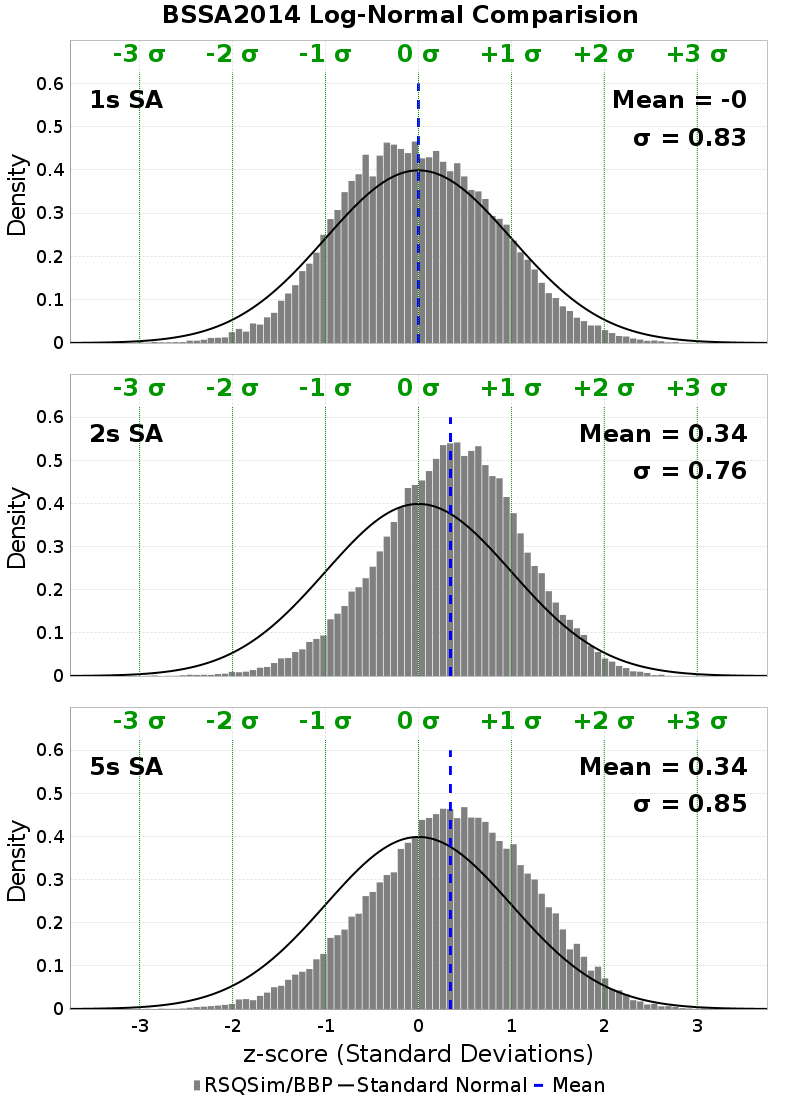 BSSA2014 Log-Normal Comparision
-3 σ -2 σ -1 σ 0 σ +1 σ +2 σ +3 σ
1s SA
Mean = -0
σ = 0.83
0.6
0.5
0.4
0.3
0.2
0.1
0
Density
-3 σ -2 σ -1 σ 0 σ +1 σ +2 σ +3 σ
2s SA
Mean = 0.34
σ = 0.76
0.6
0.5
0.4
0.3
0.2
0.1
0
Density
-3 σ -2 σ -1 σ 0 σ +1 σ +2 σ +3 σ
5s SA
Mean = 0.34
σ = 0.85
0.6
0.5
0.4
0.3
0.2
0.1
0
Density
-3 -2 -1 0 1 2 3
z-score (Standard Deviations)
RSQSim/BBP Standard Normal Mean